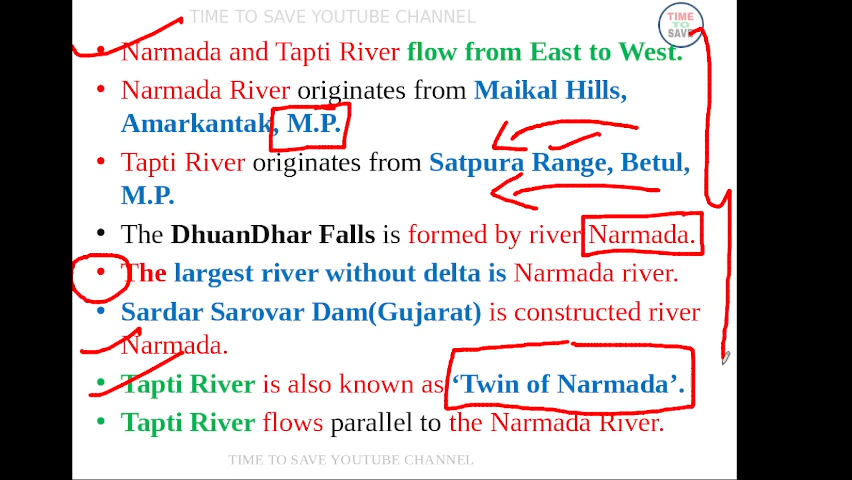 TIME TO SAVE YOUTUBE CHANNEL
TIME
TO
SAVE
• Narmada and Tapti River flow from East to West.
• Narmada River originates from Maikal Hills,
Amarkantak, M.P.
• Tapti River originates from Satpura Range, Betul,
M.P.
• The DhuanDhar Falls is formed by river Narmada.
• The largest river without delta is Narmada river.
• Sardar Sarovar Dam(Gujarat) is constructed river
Narmada.
• Tapti River is also known as ‘Twin of Narmada’.
• Tapti River flows parallel to the Narmada River.
TIME TO SAVE YOUTUBE CHANNEL